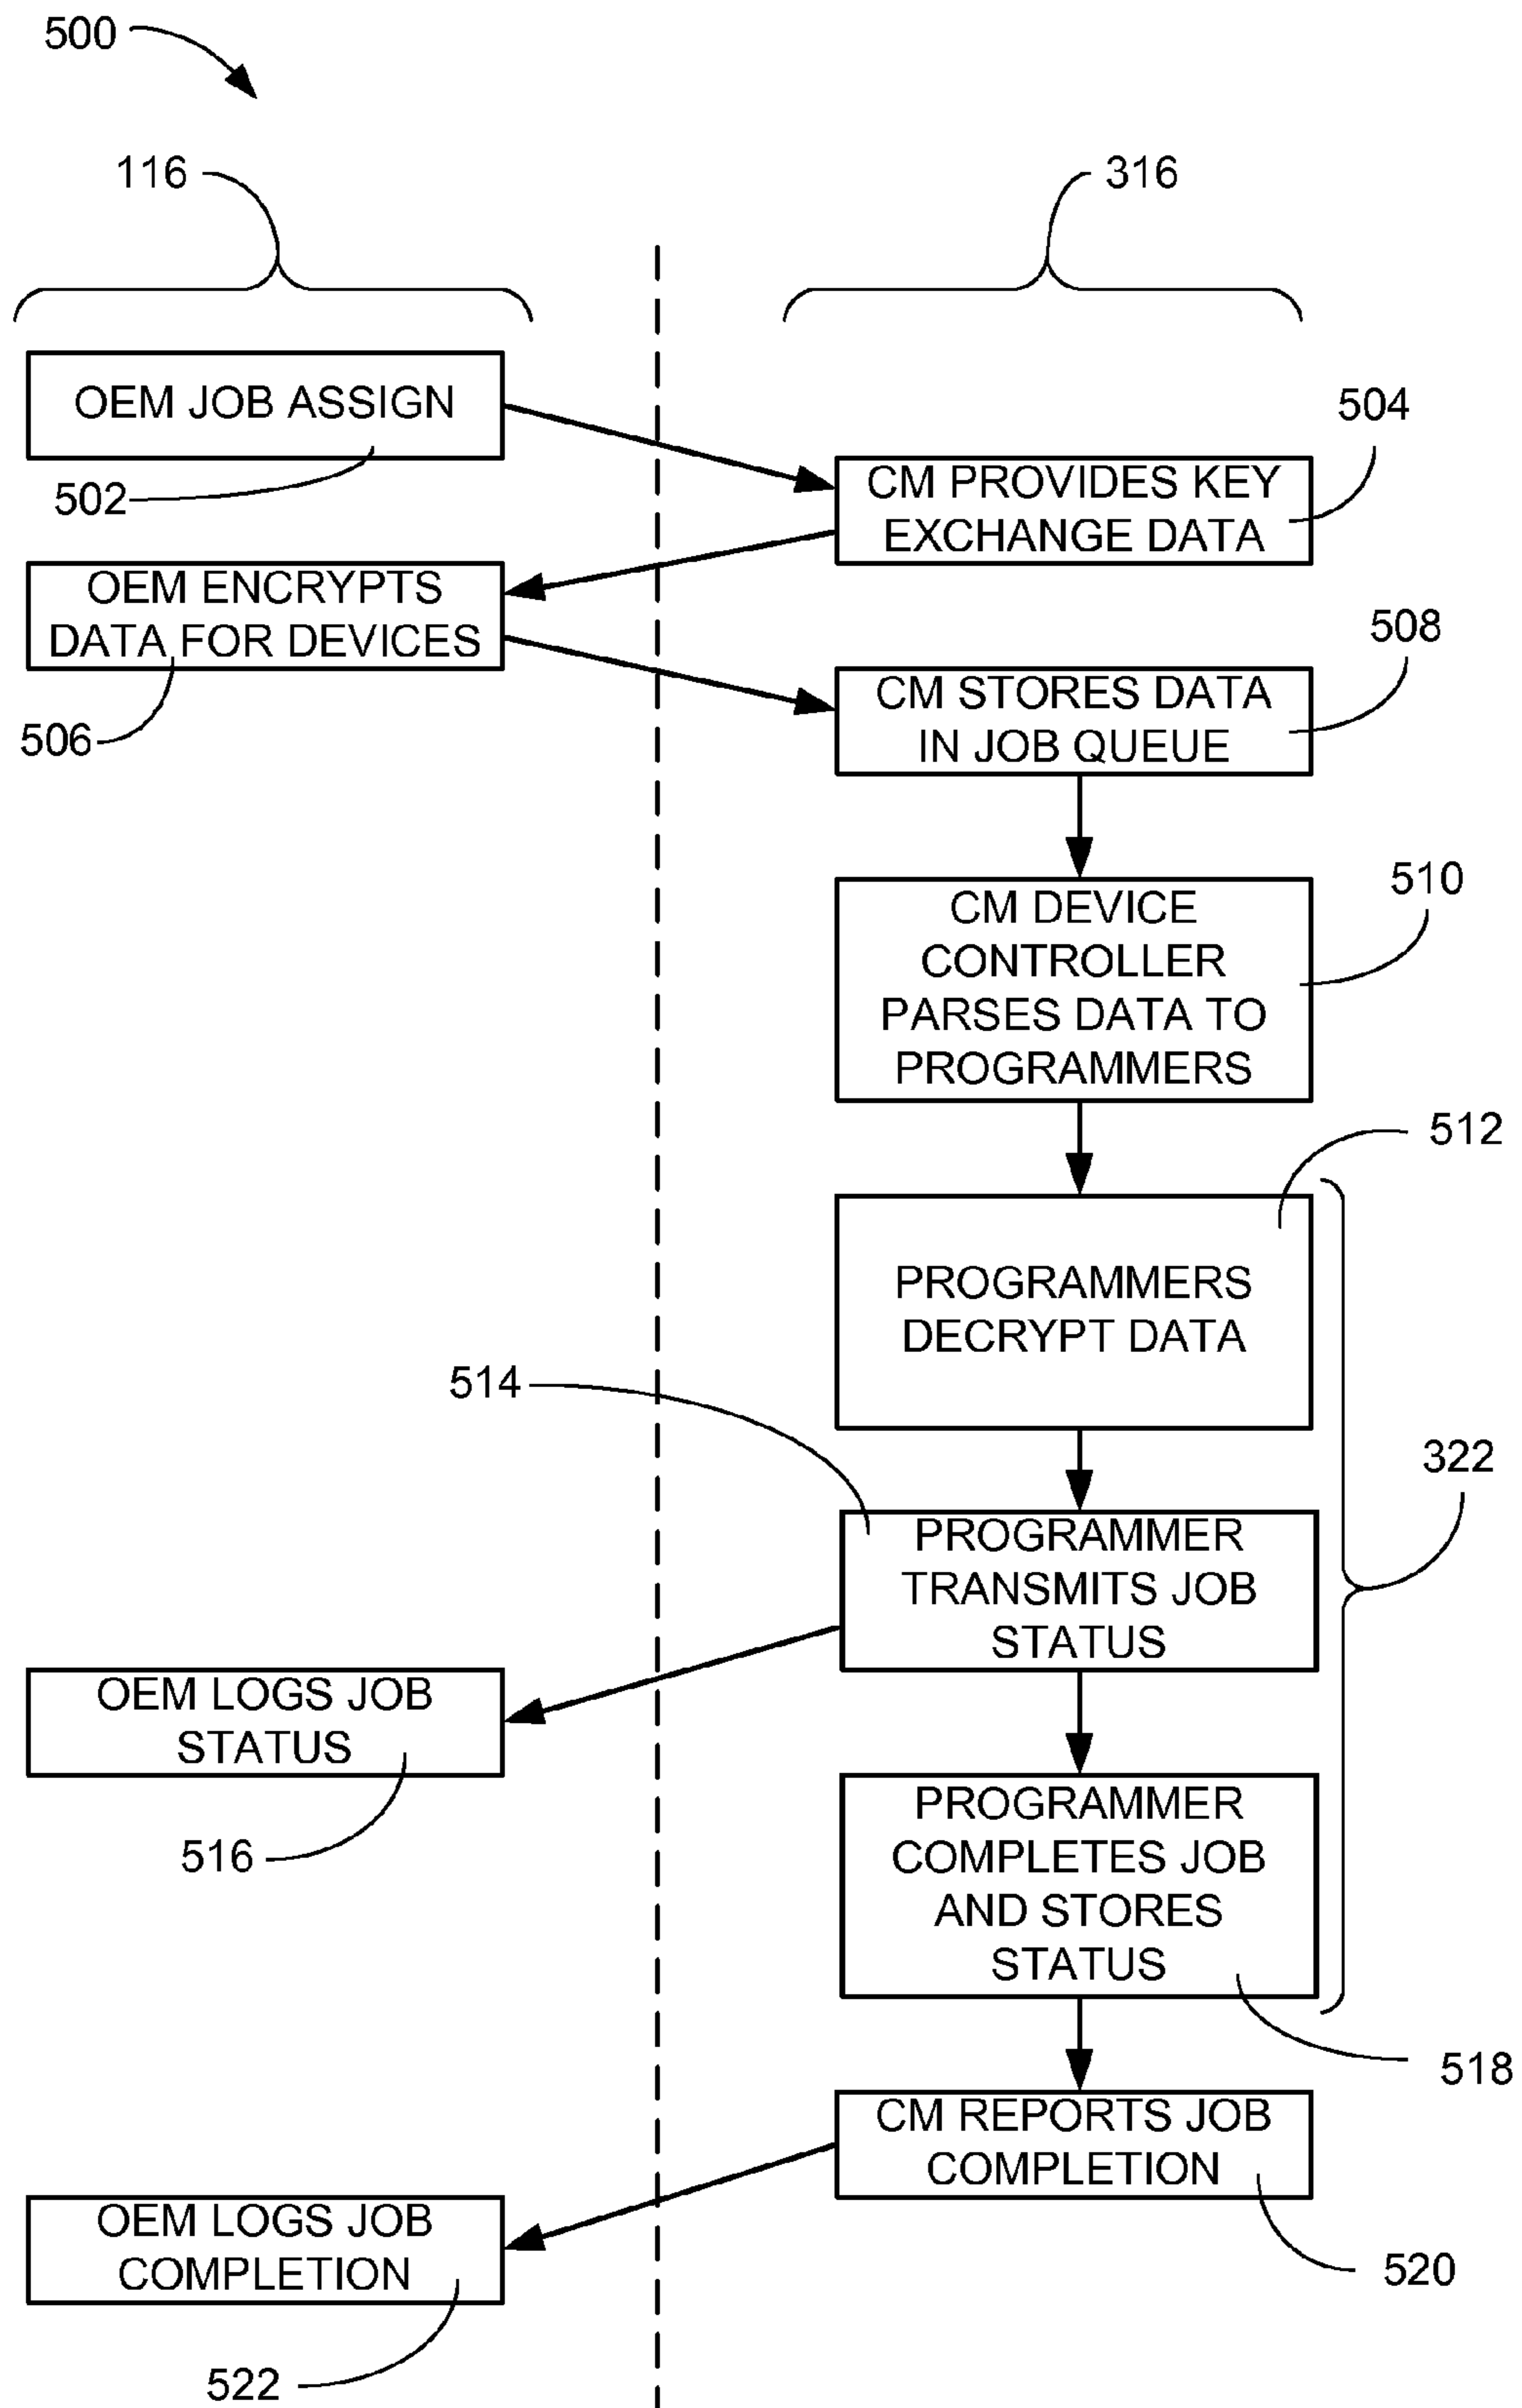 500
116
316
OEM JOB ASSIGN
502
504
CM PROVIDES KEY
EXCHANGE DATA
OEM ENCRYPTS
DATA FOR DEVICES
506
508
CM STORES DATA
IN JOB QUEUE
510
CM DEVICE
CONTROLLER
PARSES DATA TO
PROGRAMMERS
512
PROGRAMMERS
DECRYPT DATA
514
322
PROGRAMMER
TRANSMITS JOB
STATUS
OEM LOGS JOB
STATUS
516
PROGRAMMER
COMPLETES JOB
AND STORES
STATUS
518
CM REPORTS JOB
COMPLETION
520
OEM LOGS JOB
COMPLETION
522